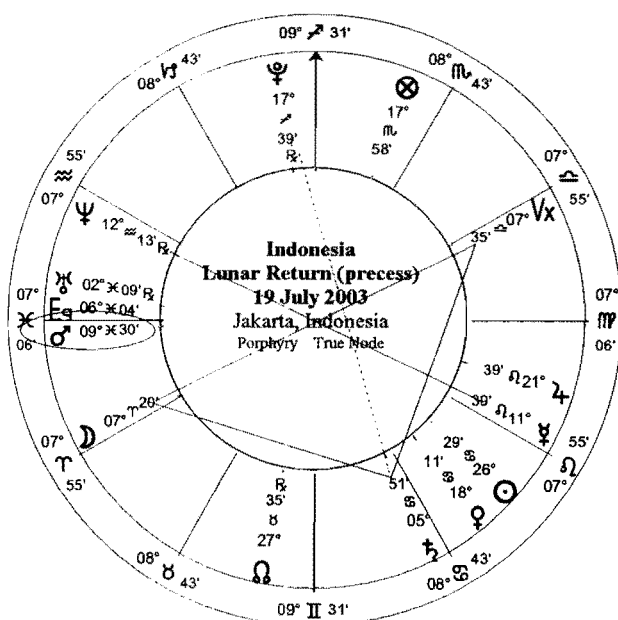 09° ♐ 31'
08° ♑ 43'
08° ♏ 43'
♇
17°
♐
39'
℞
⊗
17°
♏
58'
55'
♒
07°
07°
♎
55'
♆ 12° ♒ 13' ℞
35' ♎ 07° Vx
Indonesia
Lunar Return (precess)
19 July 2003
Jakarta, Indonesia
Porphyry True Node
♅ 02° ♓ 09' ℞
Eq 06° ♓ 04'
♂ 09° ♓ 30'
07°
♓
06'
07°
♍
06'
39' ♌ 21° ♃
39' ♌ 11° ☿
☽ 07° ♈ 20'
07°
♈
55'
55'
♌
07°
29' ♋ 26° ☉
11' ♋ 18° ♀
51' ♋ 05° ♄
℞
35'
♉
27°
☊
08° ♉ 43'
08° ♋ 43'
09° ♊ 31'